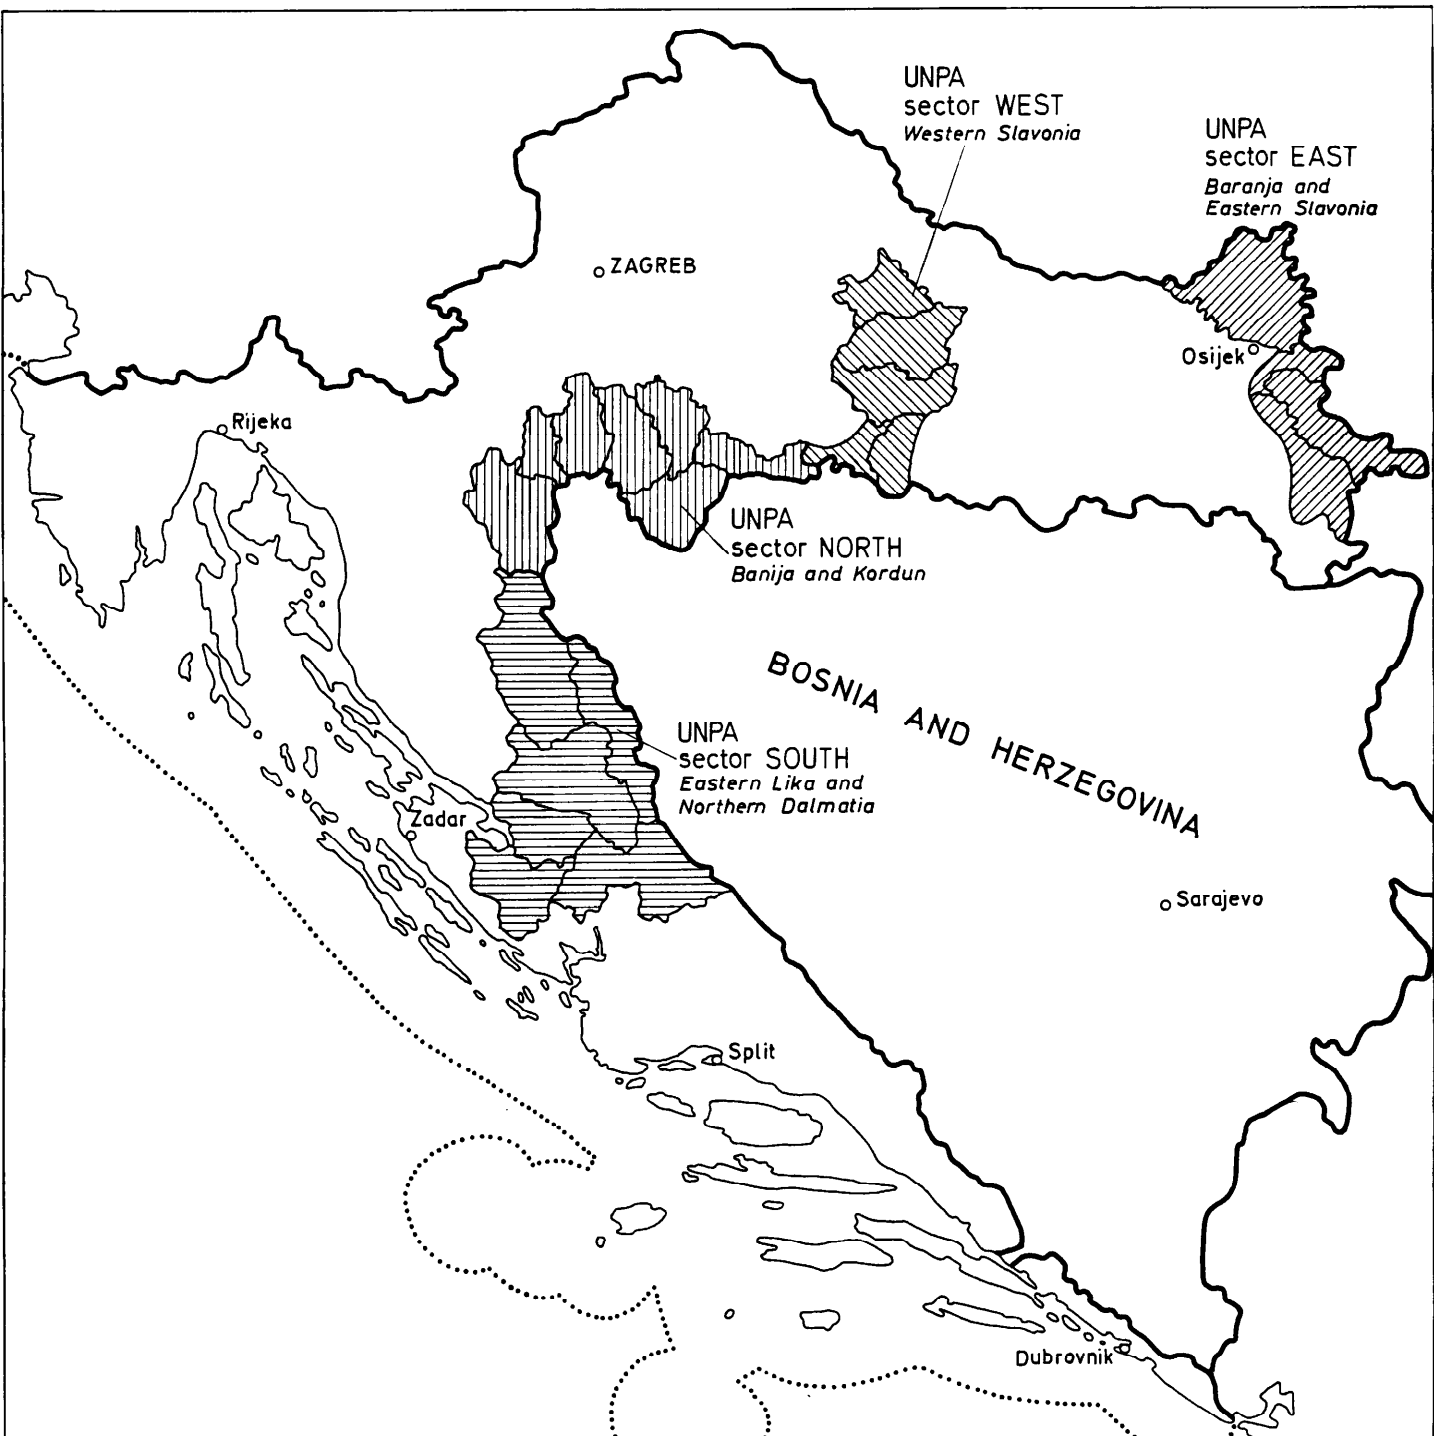 UNPA
sector WEST
Western Slavonia
UNPA
sector EAST
Baranja and
Eastern Slavonia
ZAGREB
Osijek
Rijeka
UNPA
sector NORTH
Banija and Kordun
BOSNIA AND HERZEGOVINA
UNPA
sector SOUTH
Eastern Lika and
Northern Dalmatia
Zadar
Sarajevo
Split
Dubrovnik